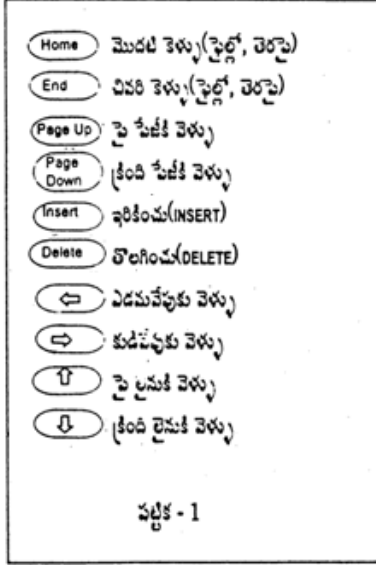 Home మొదటి కెళ్ళు(ఫైల్లో, తెరపై)
End చివరి కెళ్ళు(ఫైల్లో, తెరపై)
Page Up పై పేజీకి వెళ్ళు
Page Down క్రింది పేజీకి వెళ్ళు
Insert ఇరికించు(INSERT)
Delete తొలగించు(DELETE)
⇦ ఎడమవేపుకు వెళ్ళు
⇨ కుడివేపుకు వెళ్ళు
⇧ పై లైనుకి వెళ్ళు
⇩ క్రింది లైనుకి వెళ్ళు
పట్టిక - 1